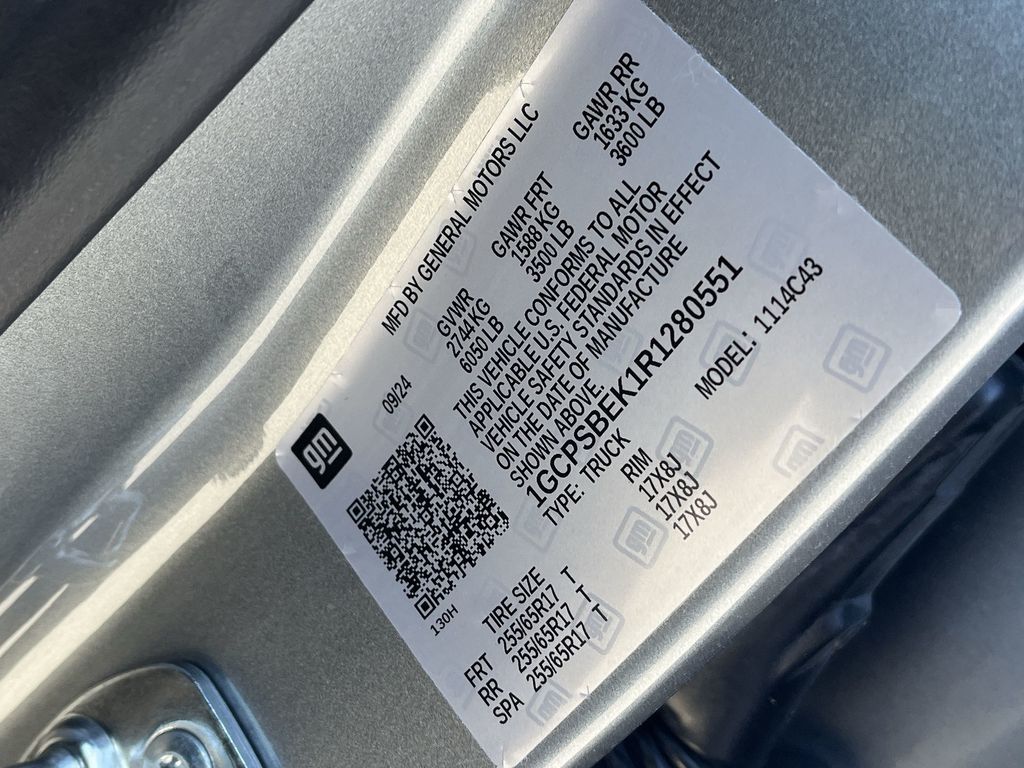 gm
MFD BY GENERAL MOTORS LLC
09/24
GVWR GAWR FRT GAWR RR
2744 KG 1588 KG 1633 KG
6050 LB 3500 LB 3600 LB
THIS VEHICLE CONFORMS TO ALL
APPLICABLE U.S. FEDERAL MOTOR
VEHICLE SAFETY STANDARDS IN EFFECT
ON THE DATE OF MANUFACTURE
SHOWN ABOVE.
1GCPSBEK1R1280551
TYPE: TRUCK MODEL: 1114C43
130H
TIRE SIZE RIM
FRT 255/65R17 T 17X8J
RR 255/65R17 T 17X8J
SPA 255/65R17 T 17X8J